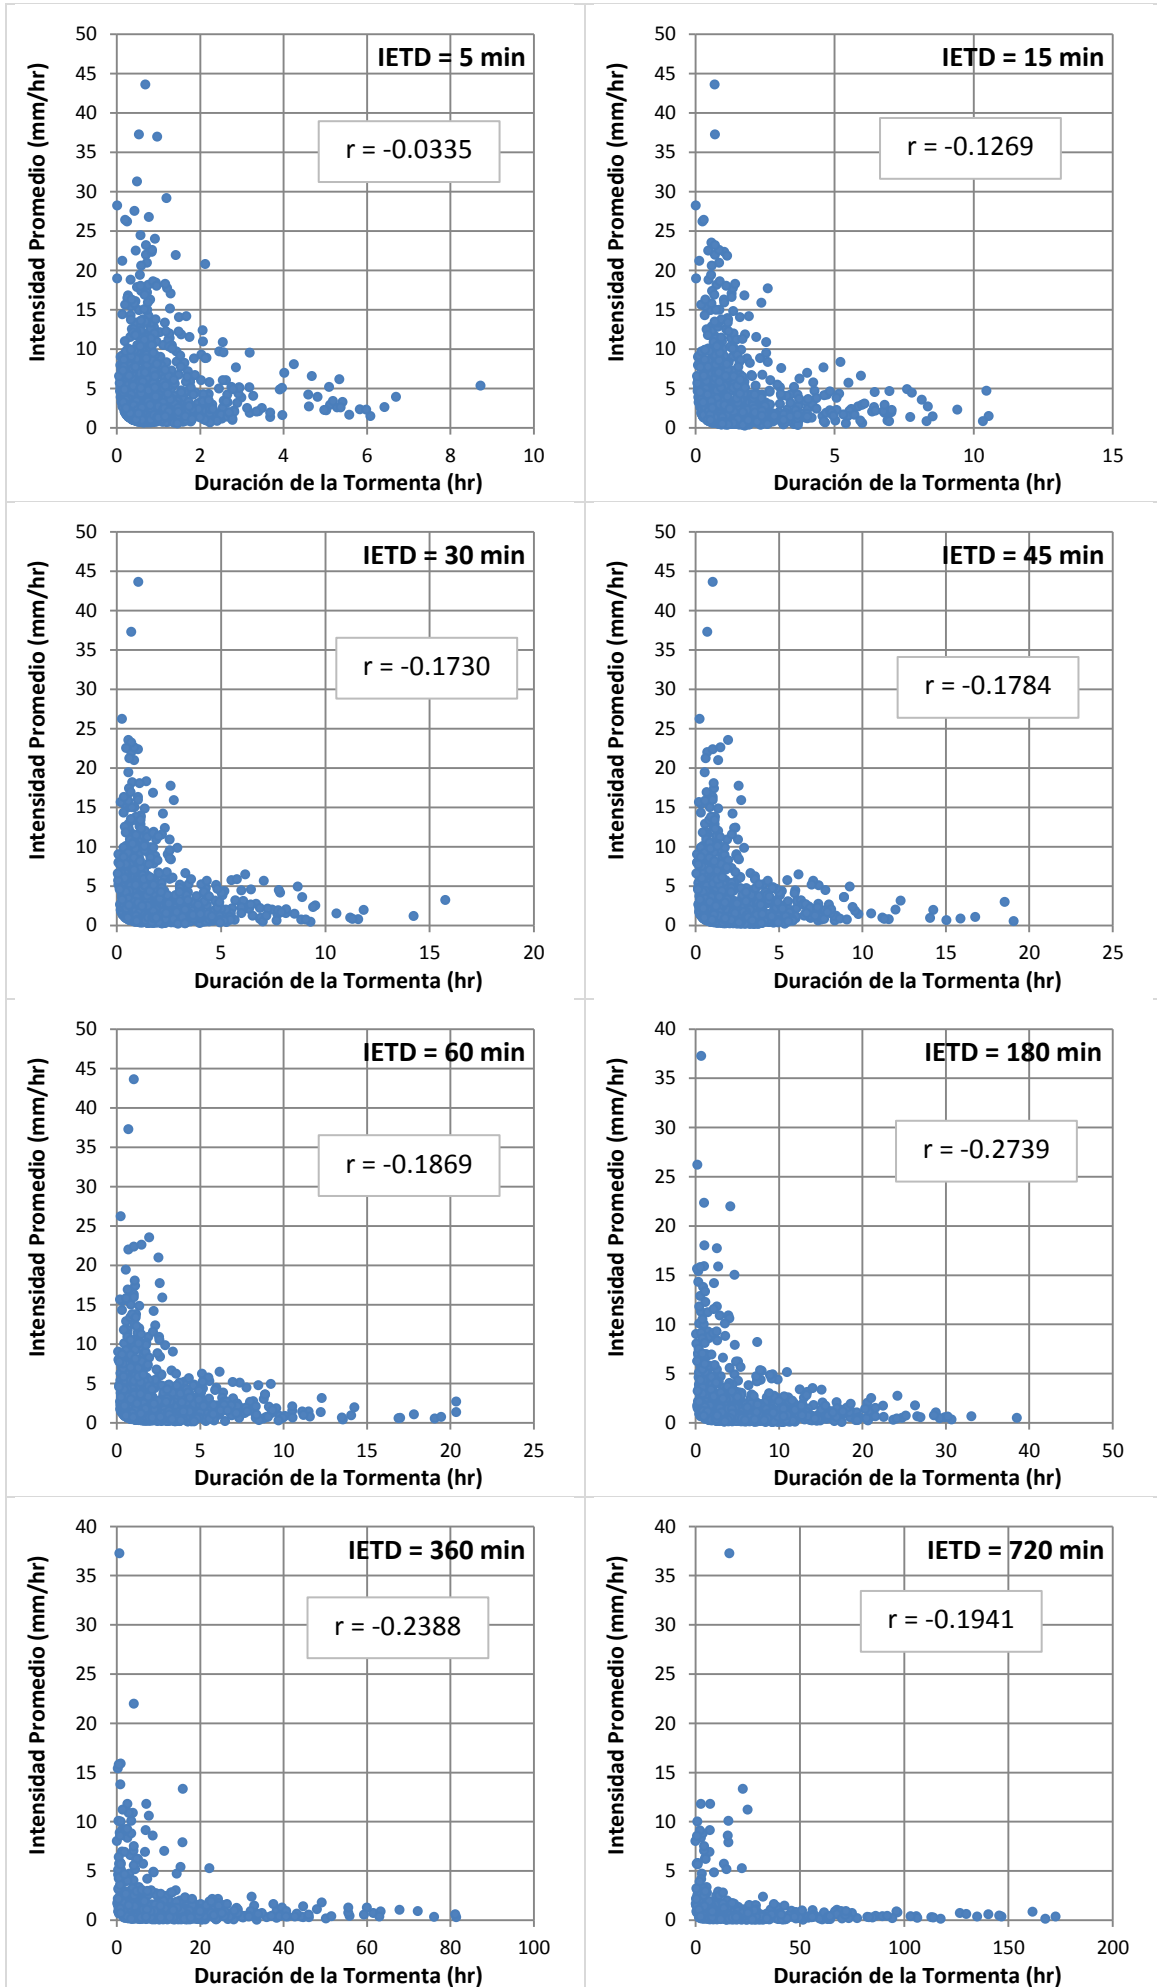 IETD = 5 min
r = -0.0335
Intensidad Promedio (mm/hr)
50
45
40
35
30
25
20
15
10
5
0
0 2 4 6 8 10
Duración de la Tormenta (hr)
IETD = 15 min
r = -0.1269
Intensidad Promedio (mm/hr)
50
45
40
35
30
25
20
15
10
5
0
0 5 10 15
Duración de la Tormenta (hr)
IETD = 30 min
r = -0.1730
Intensidad Promedio (mm/hr)
50
45
40
35
30
25
20
15
10
5
0
0 5 10 15 20
Duración de la Tormenta (hr)
IETD = 45 min
r = -0.1784
Intensidad Promedio (mm/hr)
50
45
40
35
30
25
20
15
10
5
0
0 5 10 15 20 25
Duración de la Tormenta (hr)
IETD = 60 min
r = -0.1869
Intensidad Promedio (mm/hr)
50
45
40
35
30
25
20
15
10
5
0
0 5 10 15 20 25
Duración de la Tormenta (hr)
IETD = 180 min
r = -0.2739
Intensidad Promedio (mm/hr)
40
35
30
25
20
15
10
5
0
0 10 20 30 40 50
Duración de la Tormenta (hr)
IETD = 360 min
r = -0.2388
Intensidad Promedio (mm/hr)
40
35
30
25
20
15
10
5
0
0 20 40 60 80 100
Duración de la Tormenta (hr)
IETD = 720 min
r = -0.1941
Intensidad Promedio (mm/hr)
40
35
30
25
20
15
10
5
0
0 50 100 150 200
Duración de la Tormenta (hr)